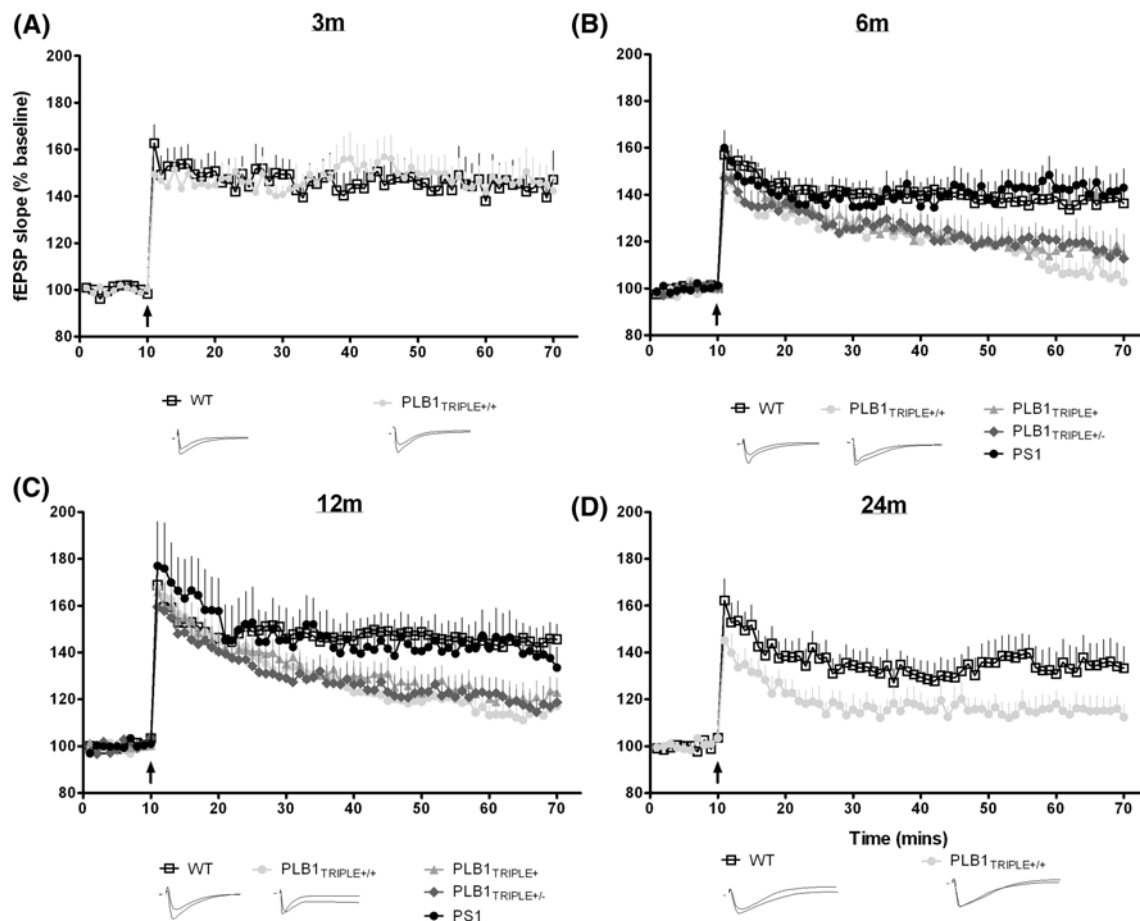 (A)
3m
fEPSP slope (% baseline)
200
180
160
140
120
100
80
0 10 20 30 40 50 60 70
WT
PLB1TRIPLE+/+
(B)
6m
200
180
160
140
120
100
80
0 10 20 30 40 50 60 70
WT
PLB1TRIPLE+/+
PLB1TRIPLE+
PLB1TRIPLE+/-
PS1
(C)
12m
200
180
160
140
120
100
80
0 10 20 30 40 50 60 70
WT
PLB1TRIPLE+/+
PLB1TRIPLE+
PLB1TRIPLE+/-
PS1
(D)
24m
200
180
160
140
120
100
80
0 10 20 30 40 50 60 70
Time (mins)
WT
PLB1TRIPLE+/+